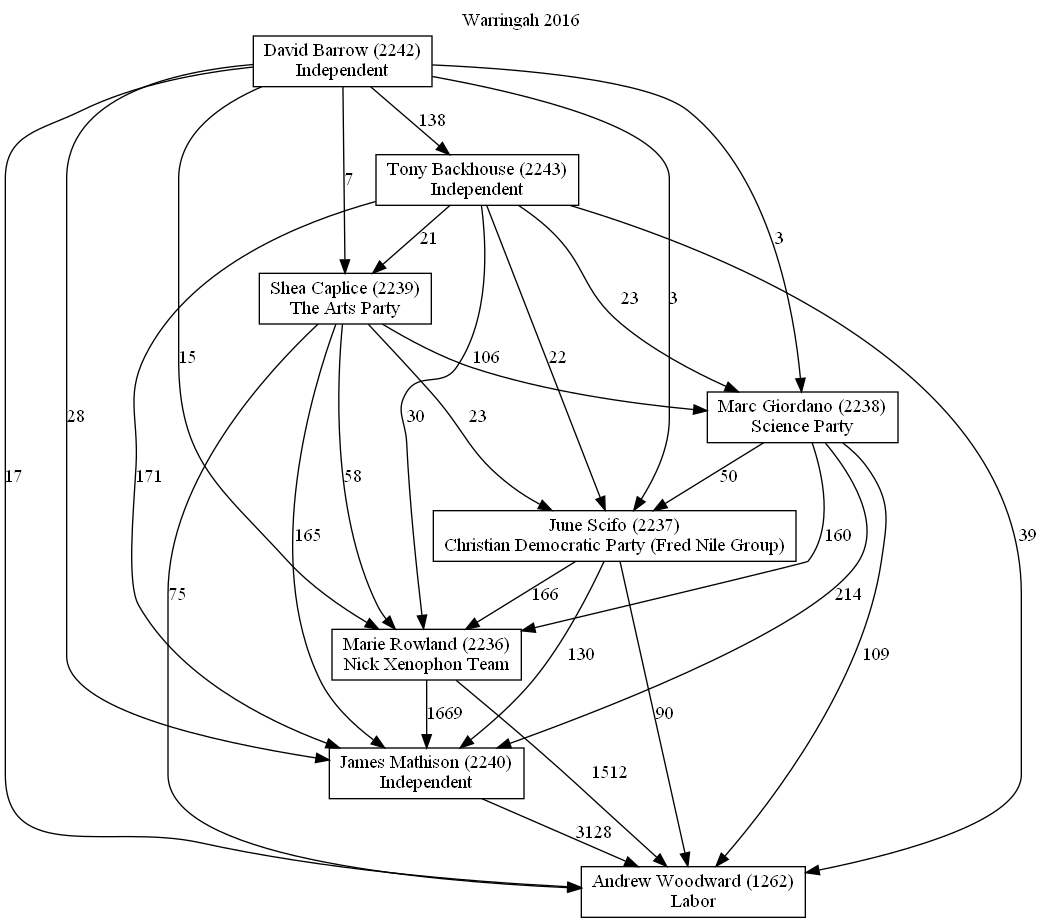 Warringah 2016
David Barrow (2242)
Independent
138
Tony Backhouse (2243)
Independent
7
21
3
Shea Caplice (2239)
The Arts Party
23
3
15
106
22
Marc Giordano (2238)
Science Party
28
30
23
17
171
58
50
June Scifo (2237)
Christian Democratic Party (Fred Nile Group)
165
160
39
75
166
214
Marie Rowland (2236)
Nick Xenophon Team
130
109
1669
90
James Mathison (2240)
Independent
1512
3128
Andrew Woodward (1262)
Labor